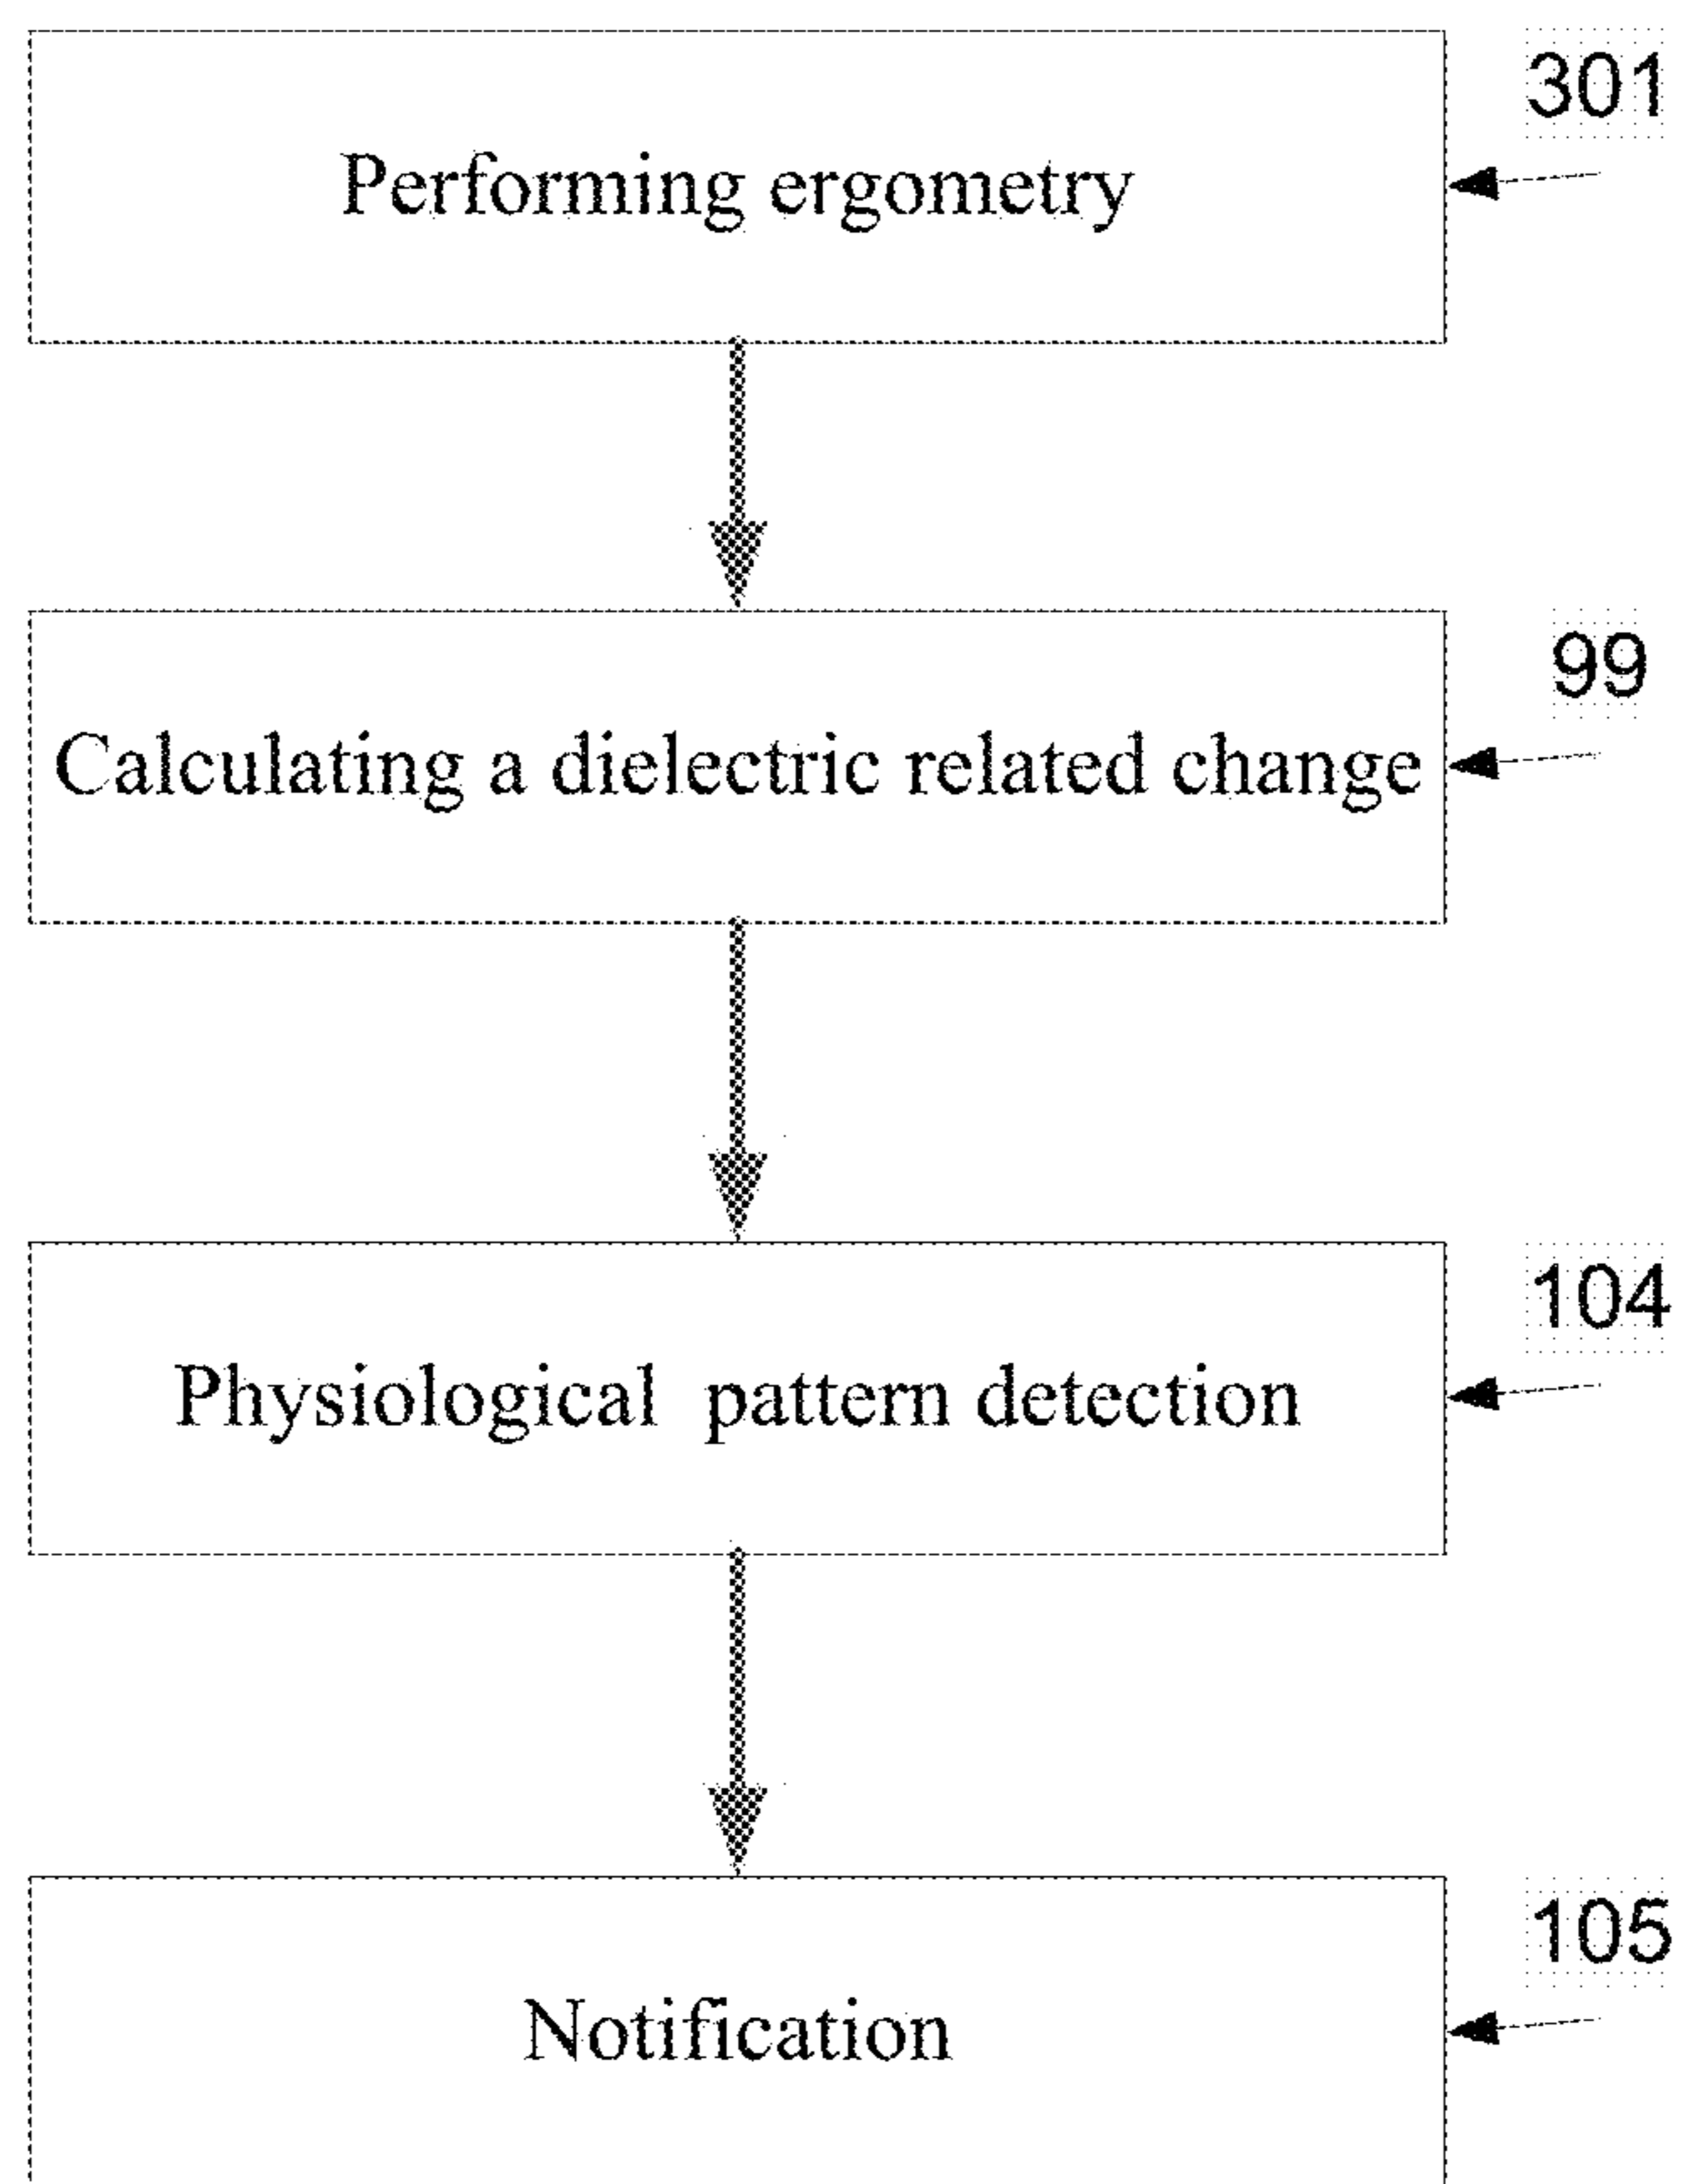 301
Performing ergometry
99
Calculating a dielectric related change
104
Physiological pattern detection
105
Notification